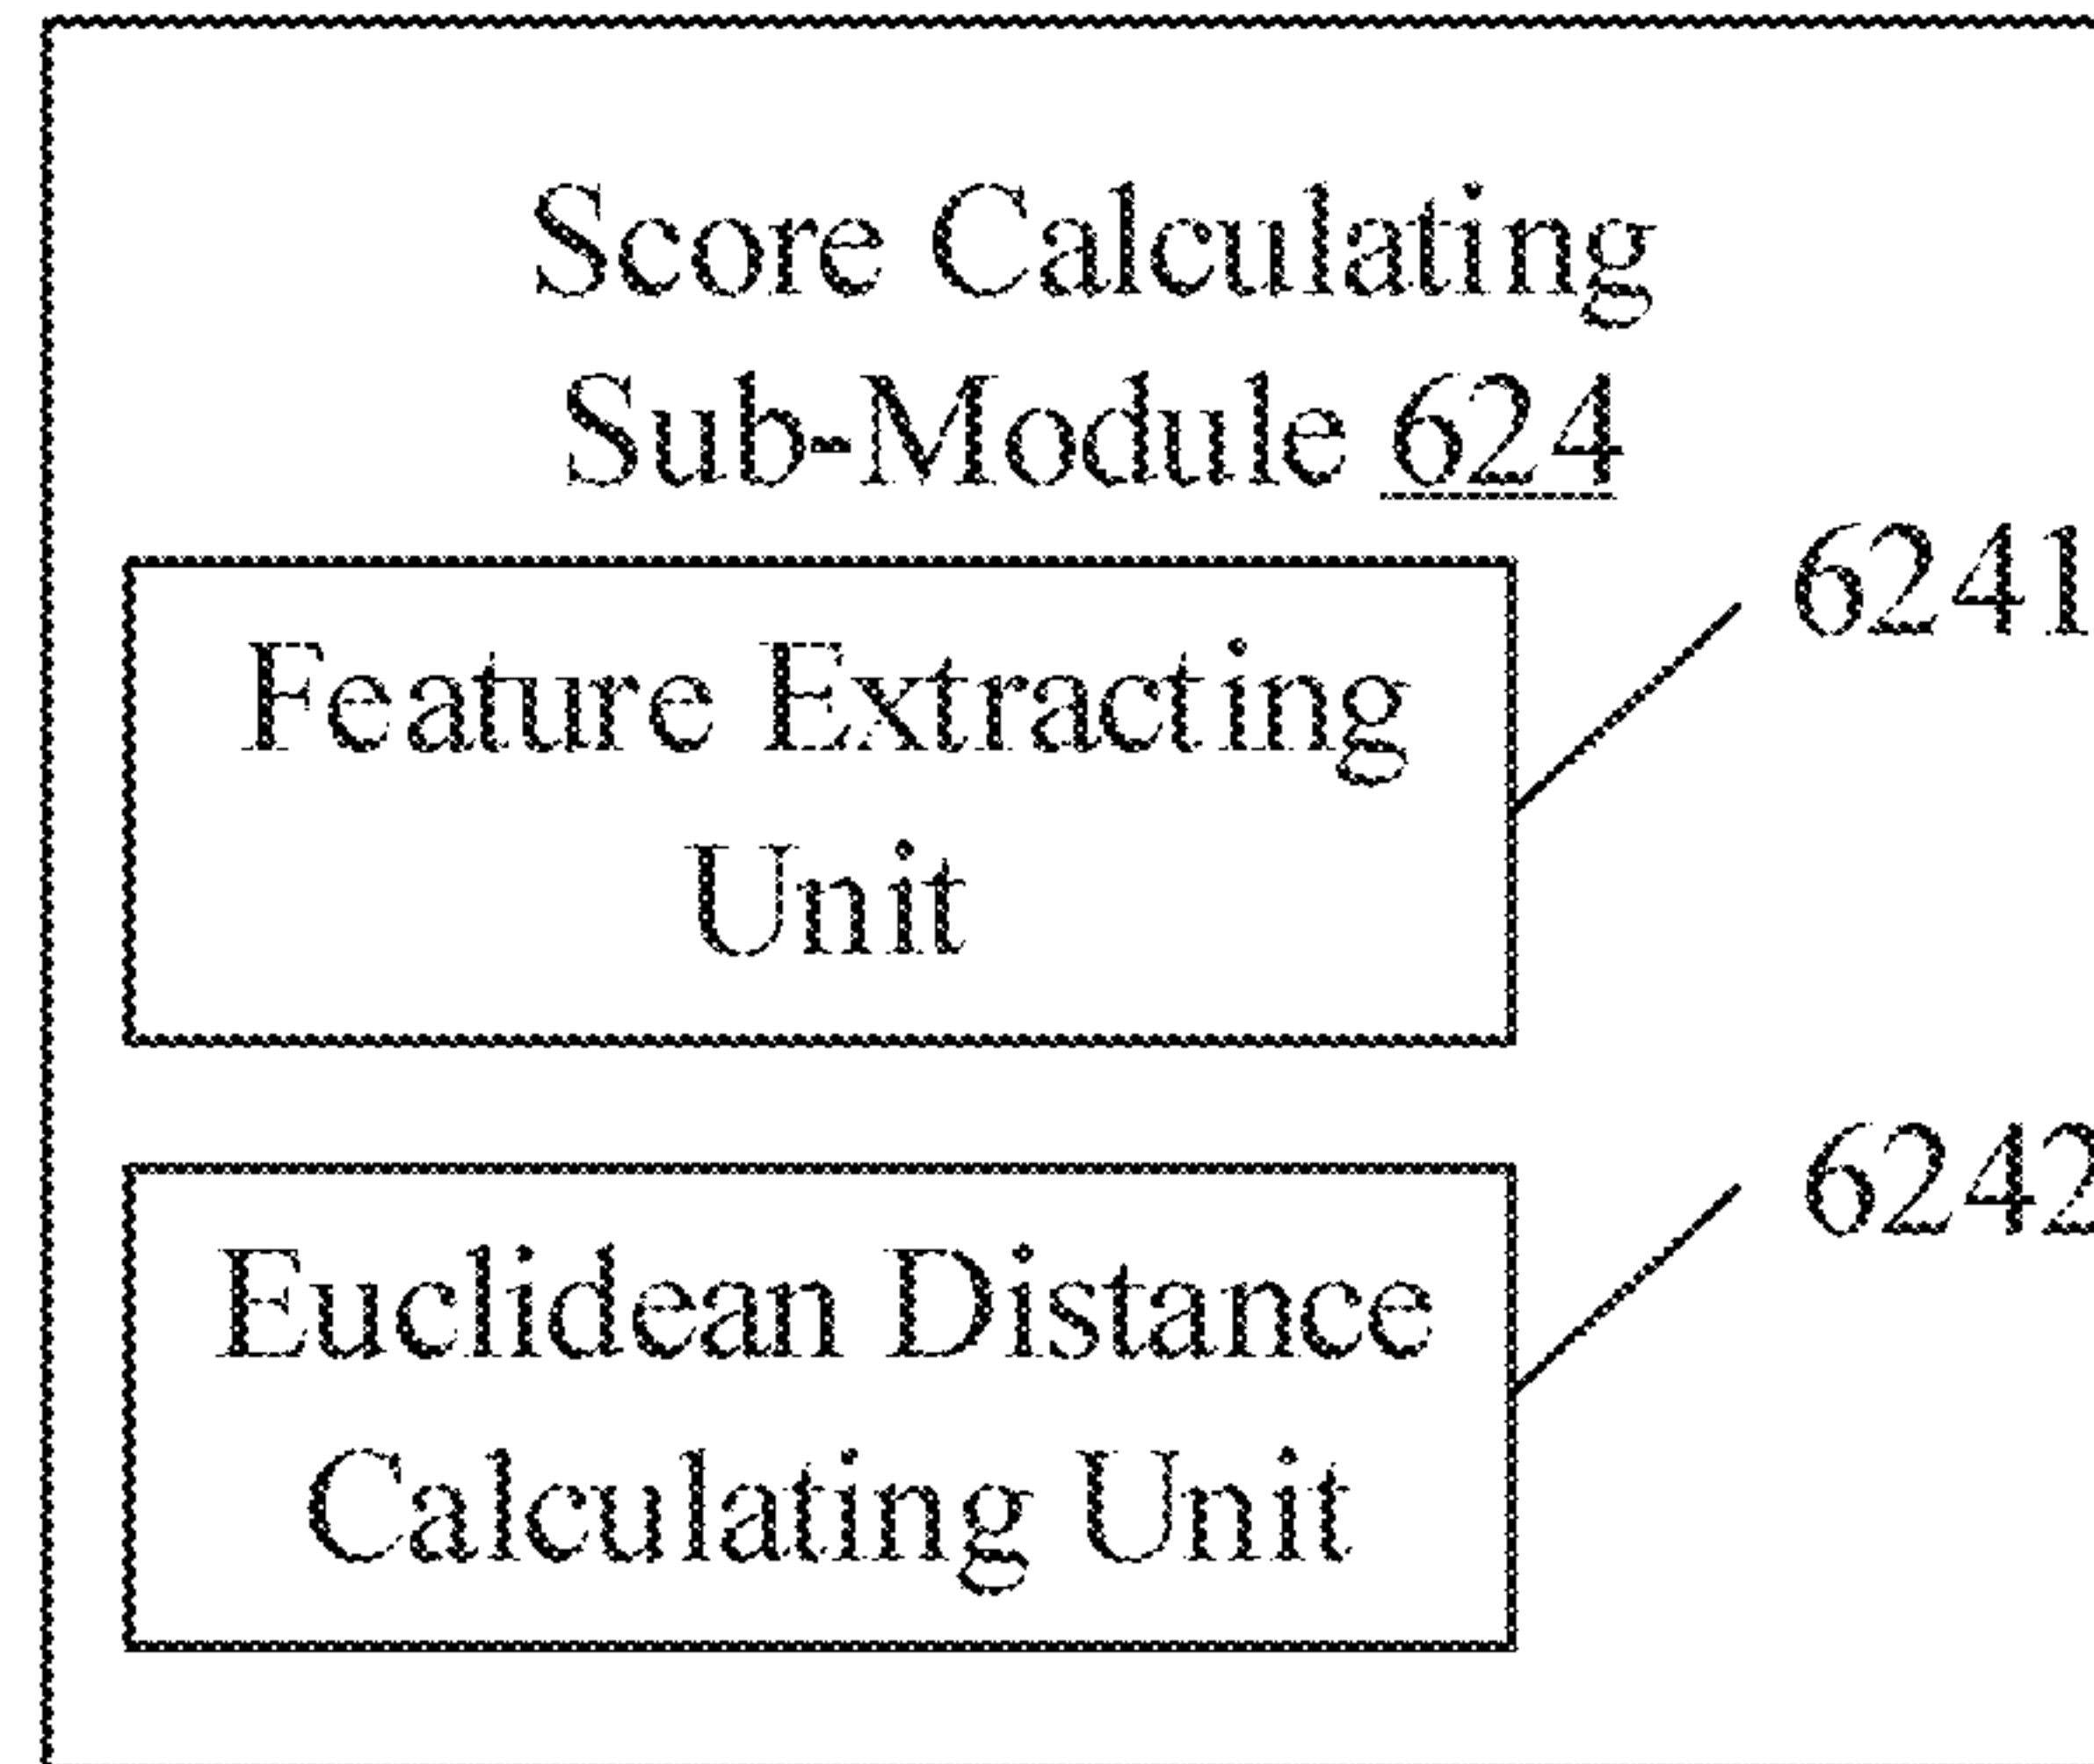 Score Calculating
Sub-Module 624
6241
Feature Extracting
Unit
6242
Euclidean Distance
Calculating Unit